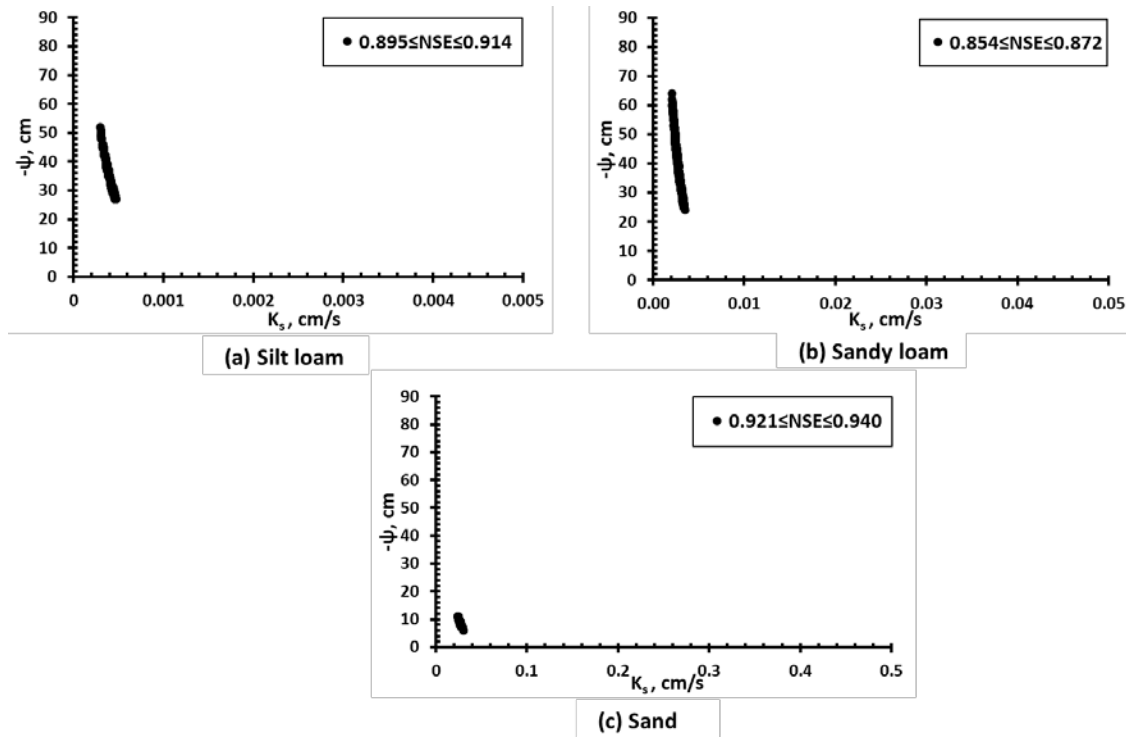 90
80
70
60
50
40
30
20
10
0
-ψ, cm
● 0.895≤NSE≤0.914
0 0.001 0.002 0.003 0.004 0.005
Ks, cm/s
(a) Silt loam
90
80
70
60
50
40
30
20
10
0
-ψ, cm
● 0.854≤NSE≤0.872
0.00 0.01 0.02 0.03 0.04 0.05
Ks, cm/s
(b) Sandy loam
90
80
70
60
50
40
30
20
10
0
-ψ, cm
● 0.921≤NSE≤0.940
0 0.1 0.2 0.3 0.4 0.5
Ks, cm/s
(c) Sand